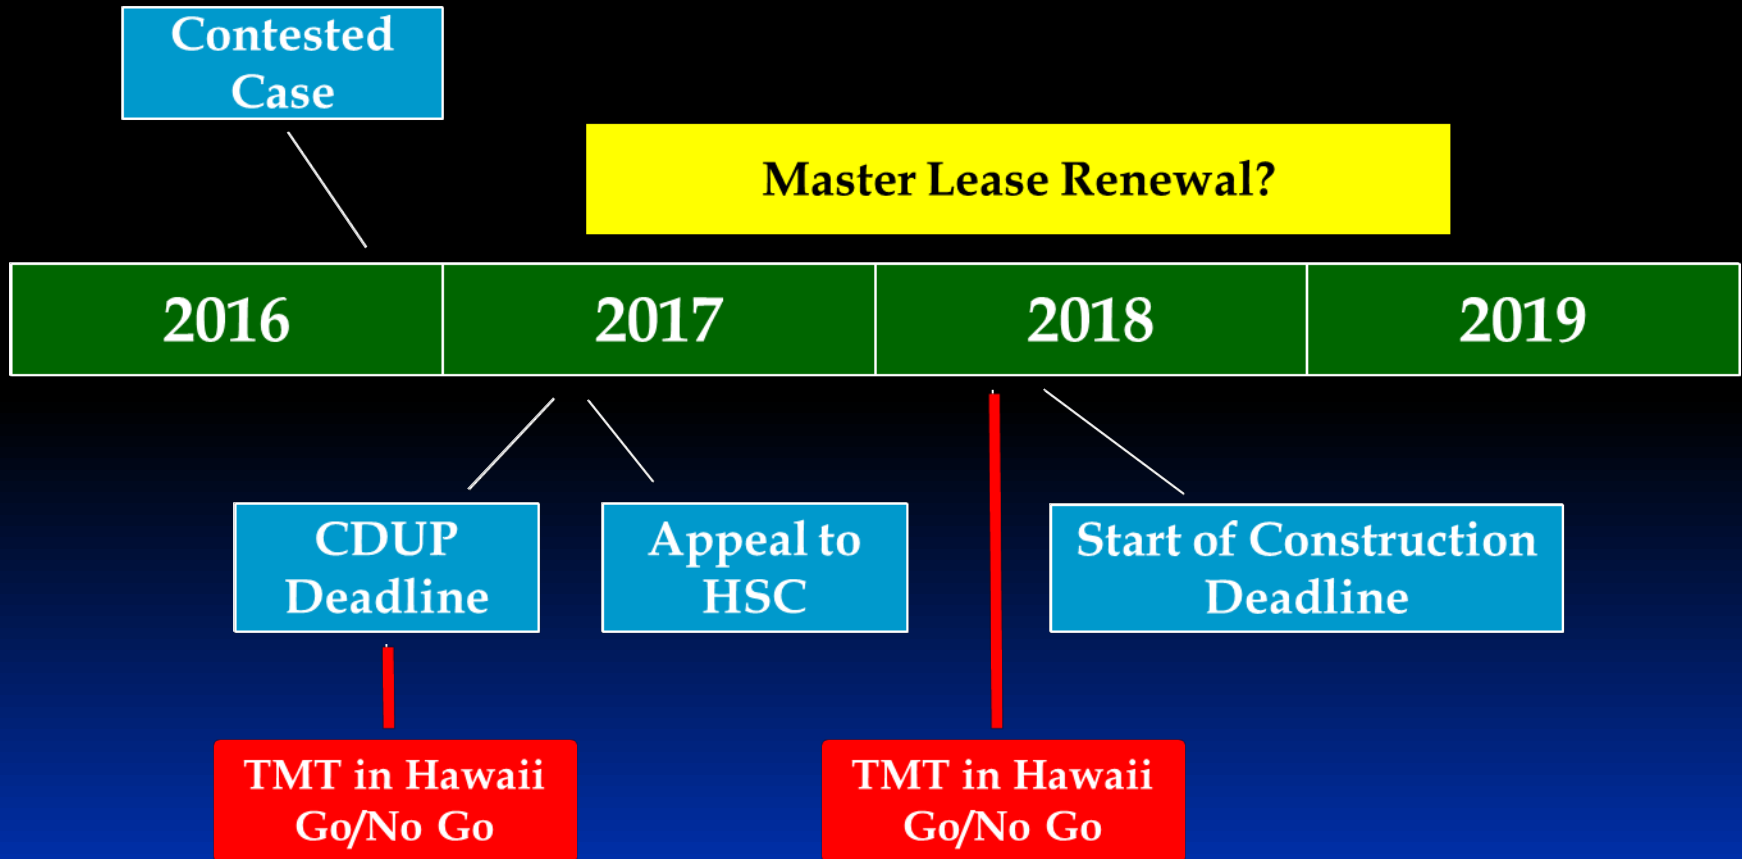 Contested
Case
Master Lease Renewal?
2016
2017
2018
2019
CDUP
Deadline
Appeal to
HSC
Start of Construction
Deadline
TMT in Hawaii
Go/No Go
TMT in Hawaii
Go/No Go